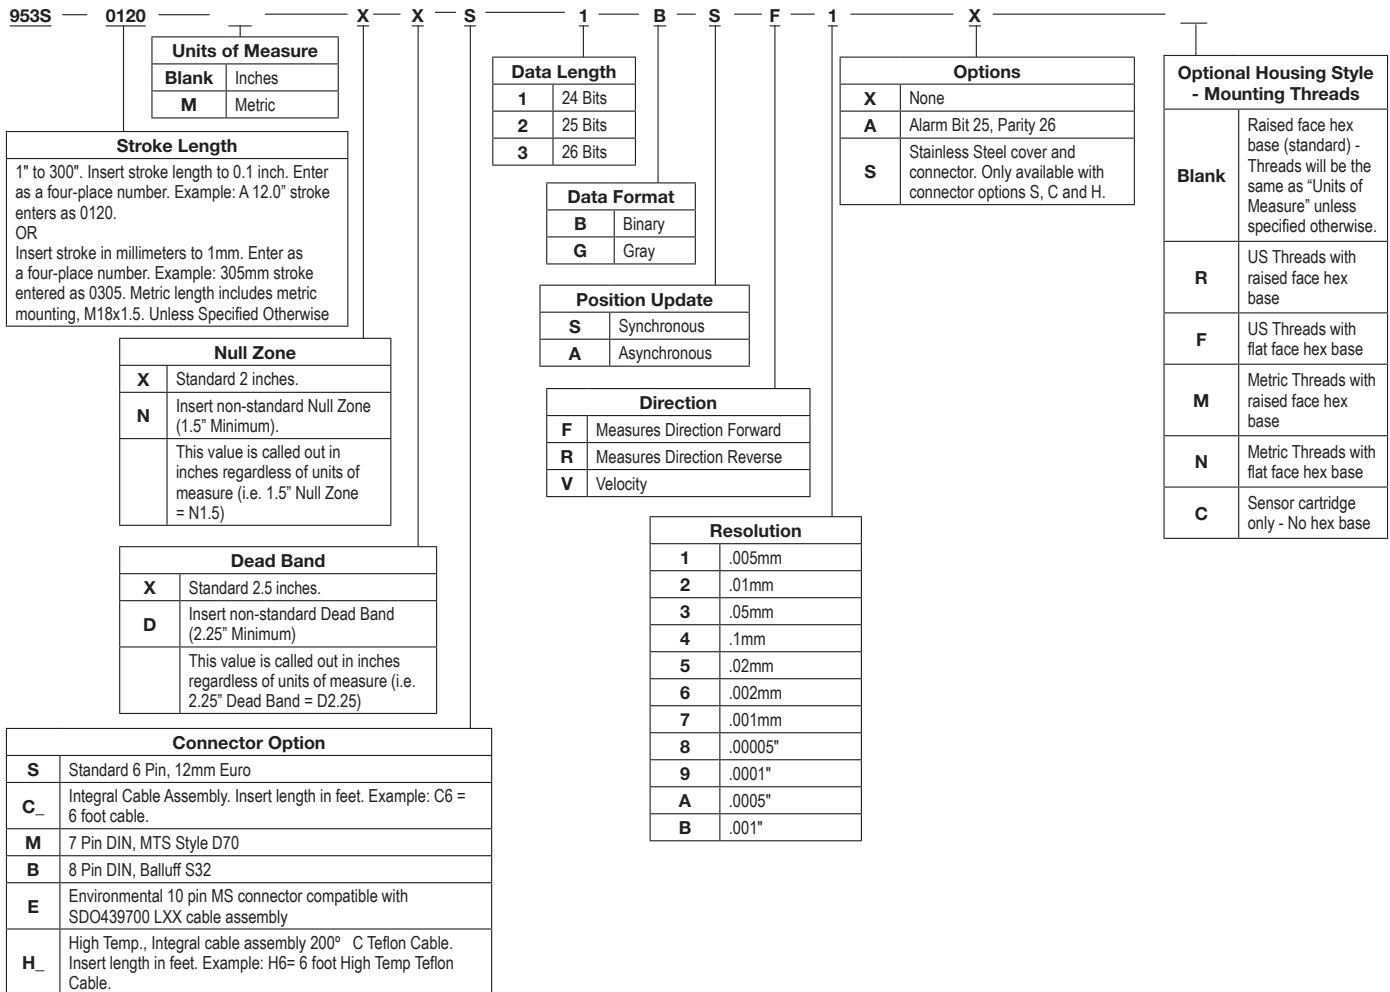 953S — 0120 — _ — X — X — S — 1 — B — S — F — 1 — X — _
Units of Measure
Blank Inches
M Metric
Stroke Length
1" to 300". Insert stroke length to 0.1 inch. Enter
as a four-place number. Example: A 12.0” stroke
enters as 0120.
OR
Insert stroke in millimeters to 1mm. Enter as
a four-place number. Example: 305mm stroke
entered as 0305. Metric length includes metric
mounting, M18x1.5. Unless Specified Otherwise
Null Zone
X Standard 2 inches.
N Insert non-standard Null Zone
(1.5” Minimum).
This value is called out in
inches regardless of units of
measure (i.e. 1.5” Null Zone
= N1.5)
Dead Band
X Standard 2.5 inches.
D Insert non-standard Dead Band
(2.25” Minimum)
This value is called out in inches
regardless of units of measure (i.e.
2.25” Dead Band = D2.25)
Connector Option
S Standard 6 Pin, 12mm Euro
C_ Integral Cable Assembly. Insert length in feet. Example: C6 =
6 foot cable.
M 7 Pin DIN, MTS Style D70
B 8 Pin DIN, Balluff S32
E Environmental 10 pin MS connector compatible with
SDO439700 LXX cable assembly
H_ High Temp., Integral cable assembly 200º C Teflon Cable.
Insert length in feet. Example: H6= 6 foot High Temp Teflon
Cable.
Data Length
1 24 Bits
2 25 Bits
3 26 Bits
Data Format
B Binary
G Gray
Position Update
S Synchronous
A Asynchronous
Direction
F Measures Direction Forward
R Measures Direction Reverse
V Velocity
Resolution
1 .005mm
2 .01mm
3 .05mm
4 .1mm
5 .02mm
6 .002mm
7 .001mm
8 .00005"
9 .0001"
A .0005"
B .001"
Options
X None
A Alarm Bit 25, Parity 26
S Stainless Steel cover and
connector. Only available with
connector options S, C and H.
Optional Housing Style
- Mounting Threads
Blank Raised face hex
base (standard) -
Threads will be the
same as “Units of
Measure” unless
specified otherwise.
R US Threads with
raised face hex
base
F US Threads with
flat face hex base
M Metric Threads with
raised face hex
base
N Metric Threads with
flat face hex base
C Sensor cartridge
only - No hex base